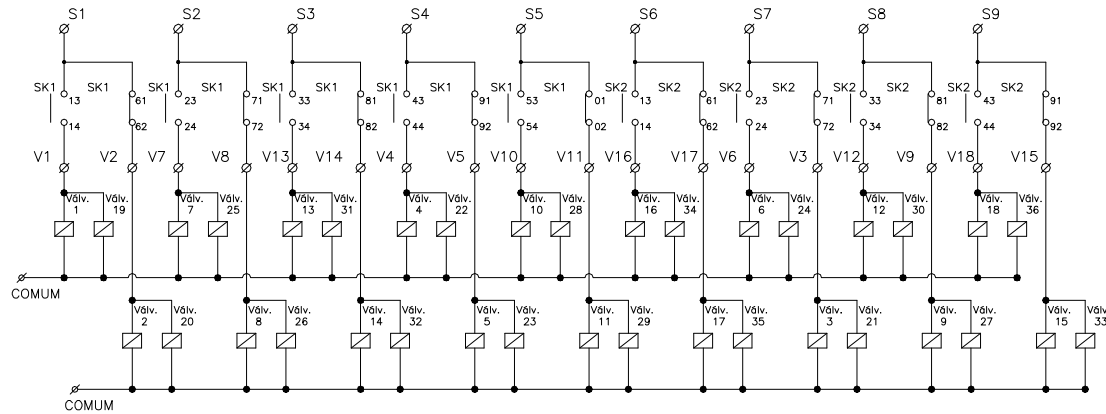 S1 S2 S3 S4 S5 S6 S7 S8 S9
SK1 SK1 SK1 SK1 SK1 SK1 SK1 SK1 SK1 SK1 SK2 SK2 SK2 SK2 SK2 SK2 SK2 SK2
13 61 23 71 33 81 43 91 53 01 13 61 23 71 33 81 43 91
14 62 24 72 34 82 44 92 54 02 14 62 24 72 34 82 44 92
V1 V2 V7 V8 V13 V14 V4 V5 V10 V11 V16 V17 V6 V3 V12 V9 V18 V15
Válv. Válv. Válv. Válv. Válv. Válv. Válv. Válv. Válv. Válv. Válv. Válv. Válv. Válv. Válv. Válv. Válv. Válv.
1 19 7 25 13 31 4 22 10 28 16 34 6 24 12 30 18 36
COMUM
Válv. Válv. Válv. Válv. Válv. Válv. Válv. Válv. Válv. Válv. Válv. Válv. Válv. Válv. Válv. Válv. Válv. Válv.
2 20 8 26 14 32 5 23 11 29 17 35 3 21 9 27 15 33
COMUM